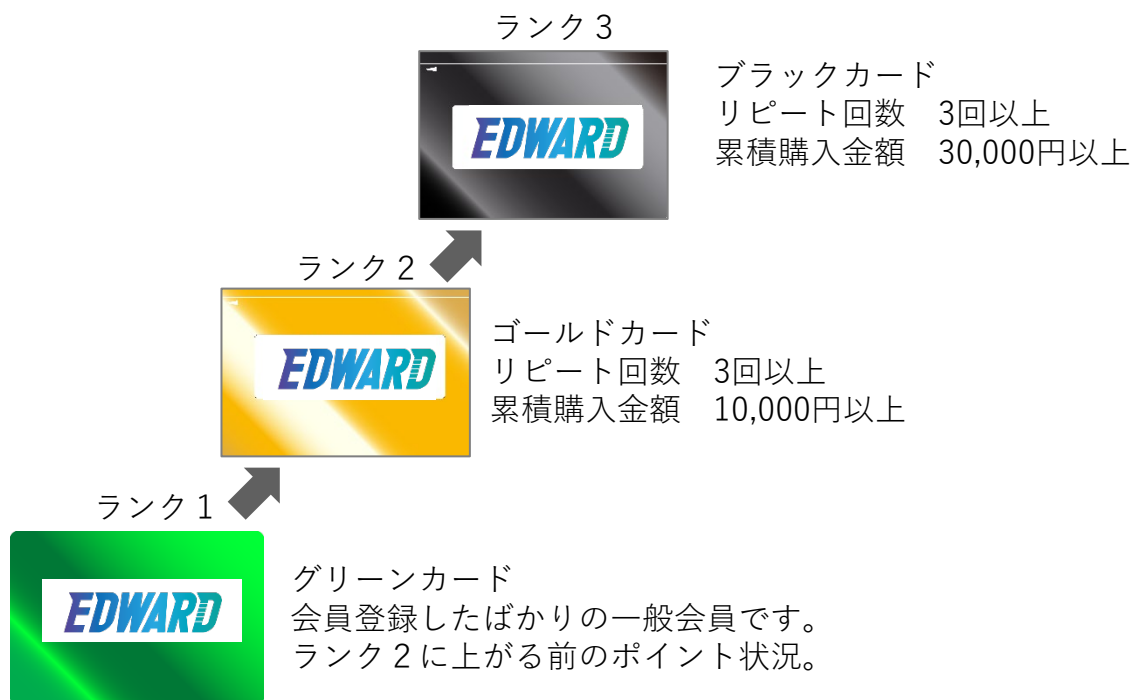 ランク３
EDWARD
ブラックカード
リピート回数　3回以上
累積購入金額　30,000円以上
ランク２
EDWARD
ゴールドカード
リピート回数　3回以上
累積購入金額　10,000円以上
ランク１
EDWARD
グリーンカード
会員登録したばかりの一般会員です。
ランク２に上がる前のポイント状況。